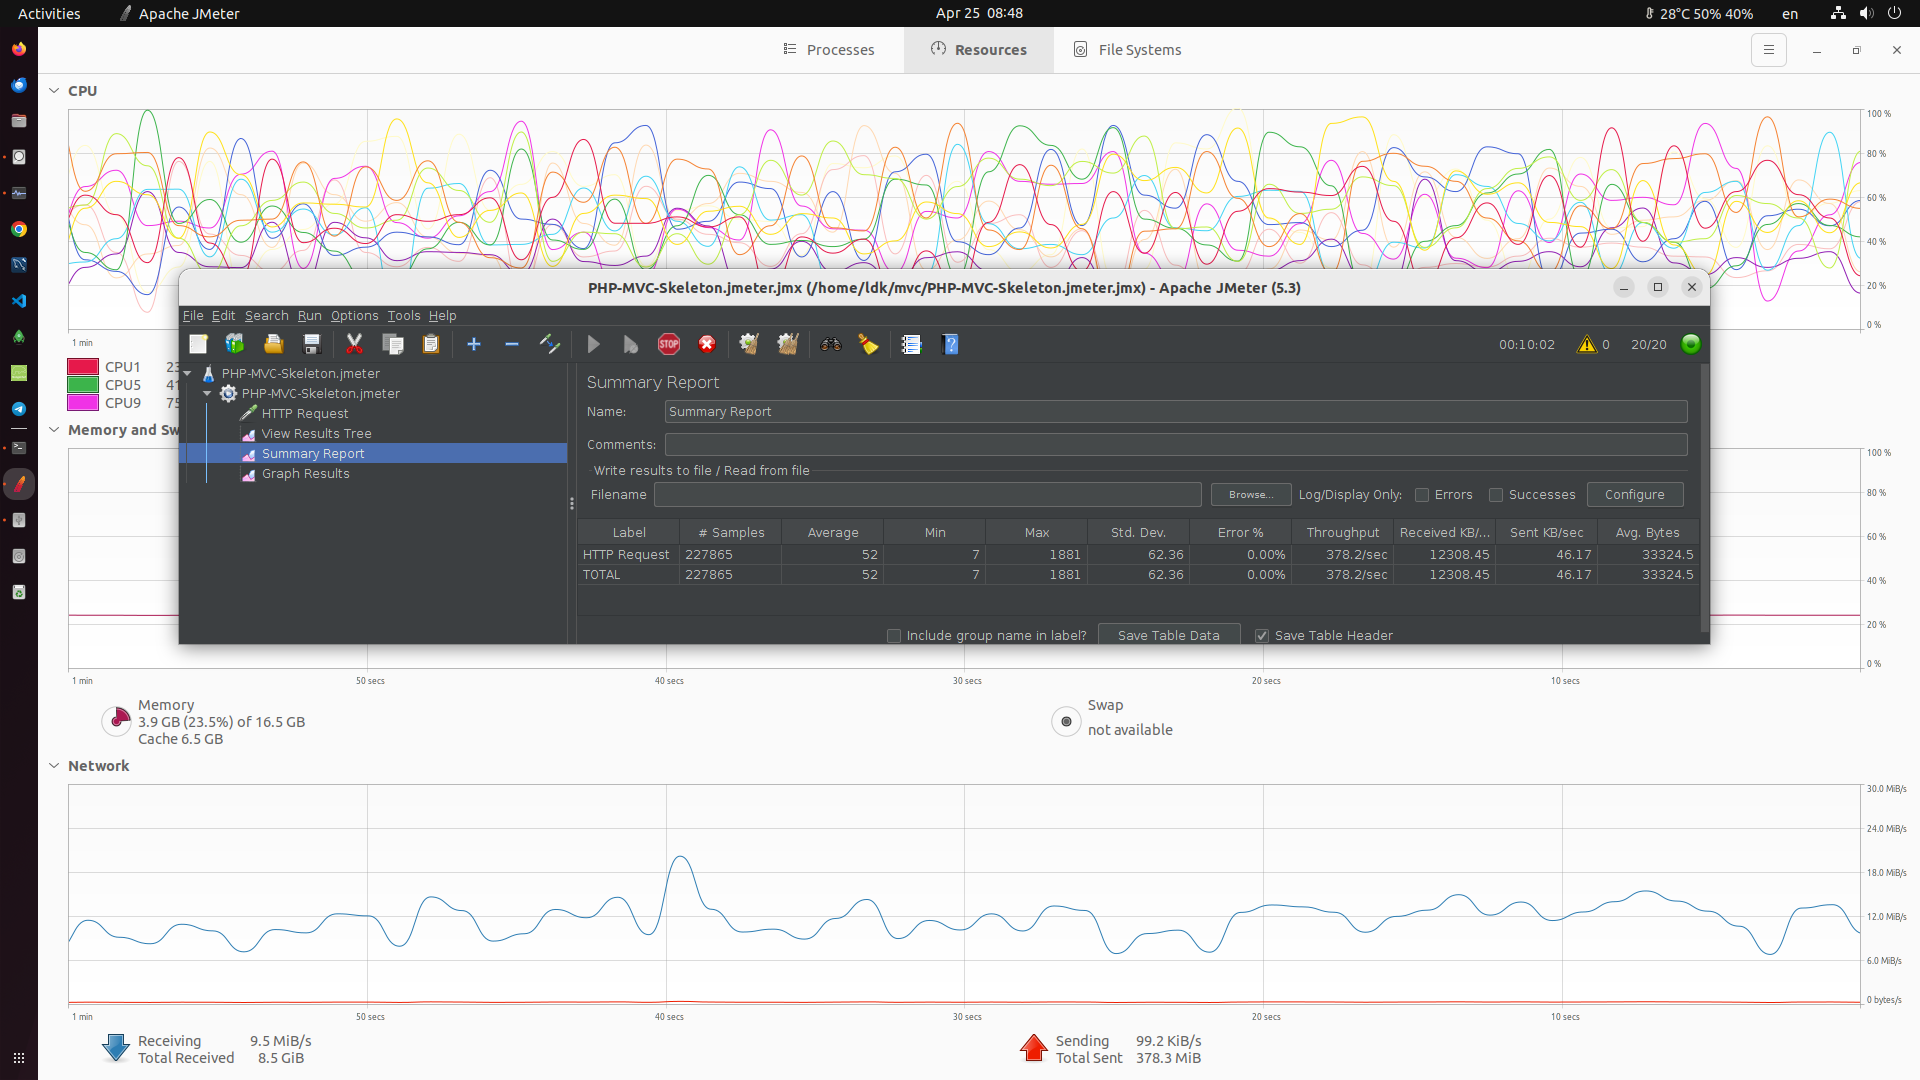 Activities Apache JMeter Apr 25 08:48 28°C 50% 40% en
Processes Resources File Systems
CPU
100 %
80 %
60 %
40 %
20 %
0 %
1 min
CPU1 23
CPU5 41
CPU9 75
PHP-MVC-Skeleton.jmeter.jmx (/home/ldk/mvc/PHP-MVC-Skeleton.jmeter.jmx) - Apache JMeter (5.3)
File Edit Search Run Options Tools Help
STOP 00:10:02 0 20/20
PHP-MVC-Skeleton.jmeter
PHP-MVC-Skeleton.jmeter
HTTP Request
View Results Tree
Summary Report
Graph Results
Summary Report
Name: Summary Report
Comments:
Write results to file / Read from file
Filename Browse... Log/Display Only: Errors Successes Configure
Label # Samples Average Min Max Std. Dev. Error % Throughput Received KB/... Sent KB/sec Avg. Bytes
HTTP Request 227865 52 7 1881 62.36 0.00% 378.2/sec 12308.45 46.17 33324.5
TOTAL 227865 52 7 1881 62.36 0.00% 378.2/sec 12308.45 46.17 33324.5
Include group name in label? Save Table Data Save Table Header
Memory and Sw
100 %
80 %
60 %
40 %
20 %
0 %
1 min 50 secs 40 secs 30 secs 20 secs 10 secs
Memory
3.9 GB (23.5%) of 16.5 GB
Cache 6.5 GB
Swap
not available
Network
30.0 MiB/s
24.0 MiB/s
18.0 MiB/s
12.0 MiB/s
6.0 MiB/s
0 bytes/s
1 min 50 secs 40 secs 30 secs 20 secs 10 secs
Receiving 9.5 MiB/s
Total Received 8.5 GiB
Sending 99.2 KiB/s
Total Sent 378.3 MiB